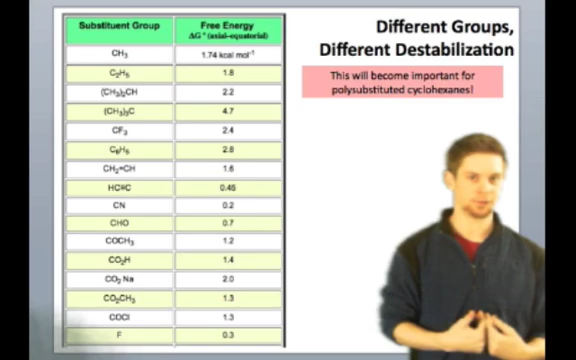 Different Groups,
Different Destabilization
This will become important for
polysubstituted cyclohexanes!
Substituent Group Free Energy
ΔG° (axial-equatorial)
CH₃ 1.74 kcal mol⁻¹
C₂H₅ 1.8
(CH₃)₂CH 2.2
(CH₃)₃C 4.7
CF₃ 2.4
C₆H₅ 2.8
CH₂=CH 1.6
HC≡C 0.45
CN 0.2
CHO 0.7
COCH₃ 1.2
CO₂H 1.4
CO₂ Na 2.0
CO₂CH₃ 1.3
COCl 1.3
F 0.3